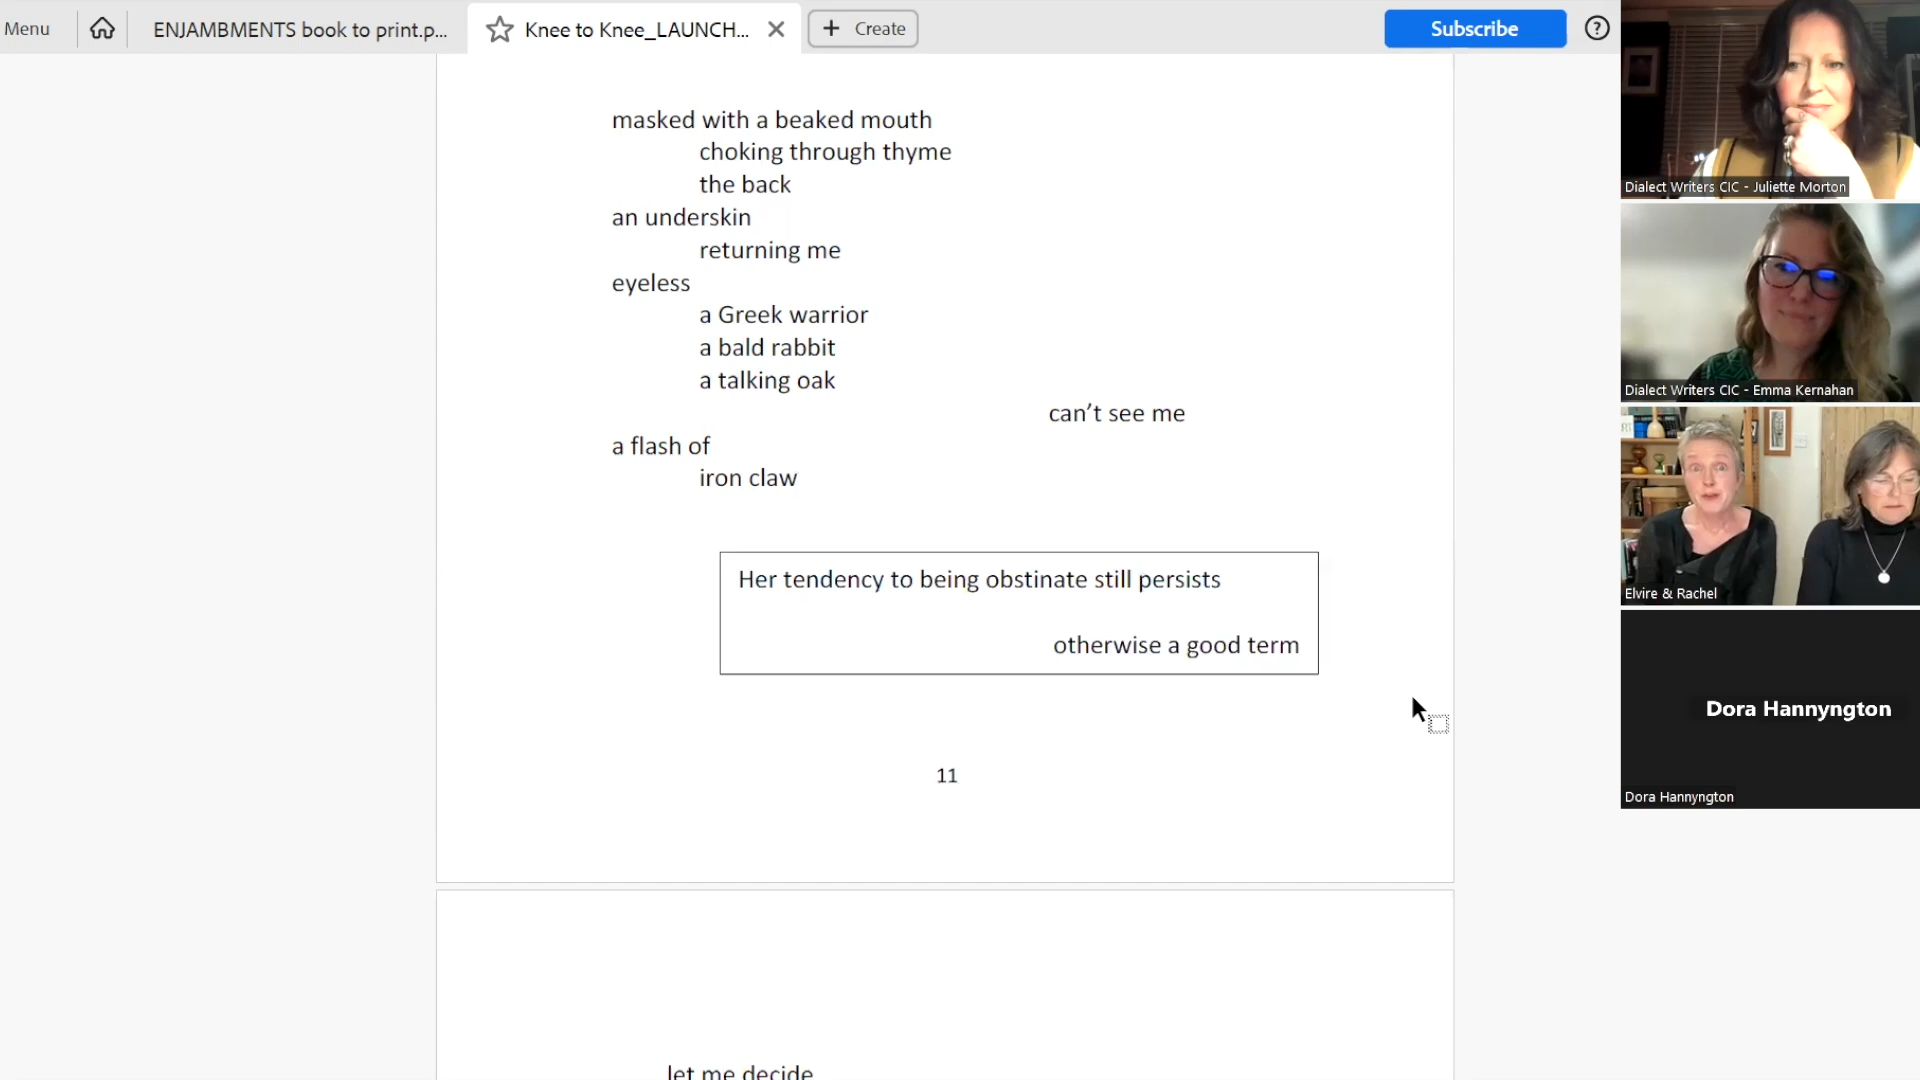 Menu
ENJAMBMENTS book to print.p...
Knee to Knee_LAUNCH...
Create
Subscribe
masked with a beaked mouth
choking through thyme
the back
an underskin
returning me
eyeless
a Greek warrior
a bald rabbit
a talking oak
can't see me
a flash of
iron claw
Her tendency to being obstinate still persists
otherwise a good term
11
let me decide
Dialect Writers CIC - Juliette Morton
Dialect Writers CIC - Emma Kernahan
Elvire & Rachel
Dora Hannyngton
Dora Hannyngton